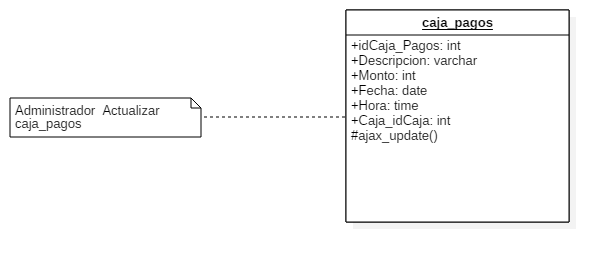 caja_pagos
+idCaja_Pagos: int
+Descripcion: varchar
+Monto: int
+Fecha: date
+Hora: time
+Caja_idCaja: int
#ajax_update()
Administrador  Actualizar
caja_pagos